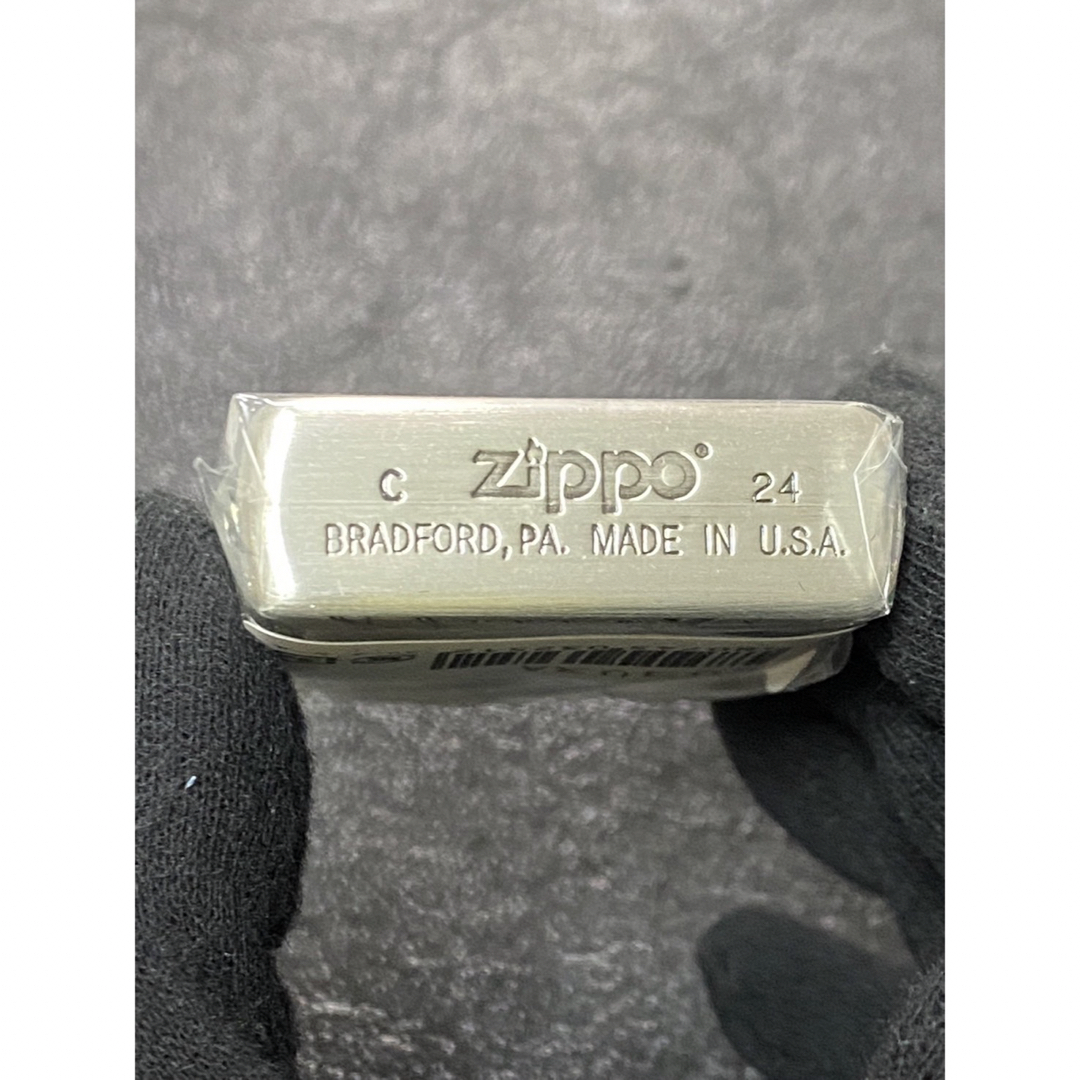 C zippo® 24
BRADFORD, PA. MADE IN U.S.A.